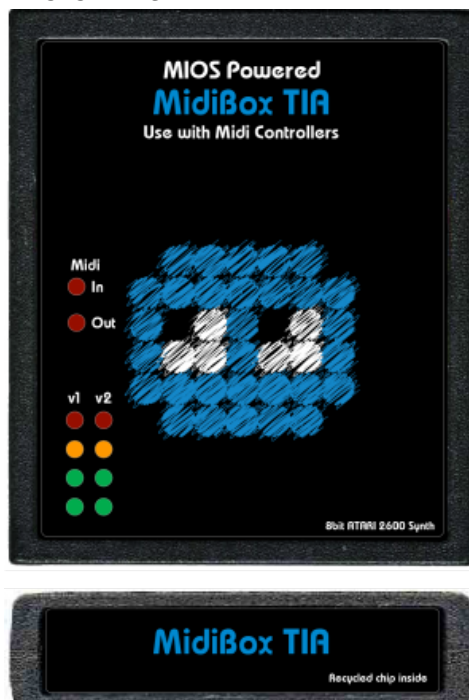 MIOS Powered
MidiBox TIA
Use with Midi Controllers
Midi
In
Out
v1 v2
8bit ATARI 2600 Synth
MidiBox TIA
Recycled chip inside